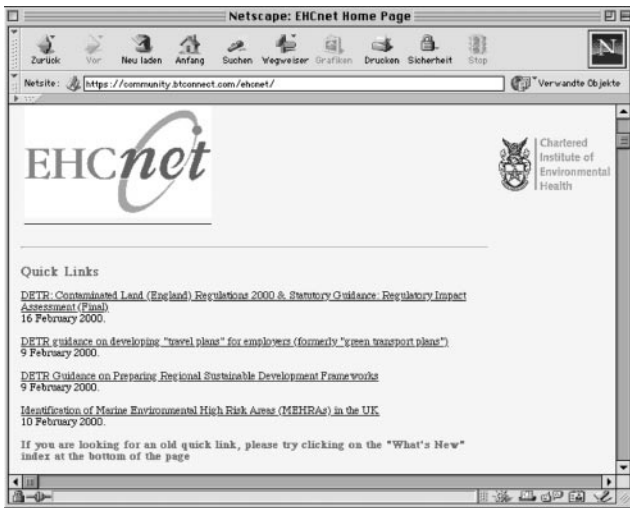 Netscape: EHCnet Home Page
Zurück Vor Neu laden Anfang Suchen Wegweiser Grafiken Drucken Sicherheit Stop
N
Netsite: https://community.btconnect.com/ehcnet/ Verwandte Objekte
EHCnet
Chartered
Institute of
Environmental
Health
Quick Links
DETR: Contaminated Land (England) Regulations 2000 & Statutory Guidance: Regulatory Impact
Assessment (Final)
16 February 2000.
DETR guidance on developing "travel plans" for employers (formerly "green transport plans")
9 February 2000.
DETR Guidance on Preparing Regional Sustainable Development Frameworks
9 February 2000.
Identification of Marine Environmental High Risk Areas (MEHRAs) in the UK
10 February 2000.
If you are looking for an old quick link, please try clicking on the "What's New"
index at the bottom of the page